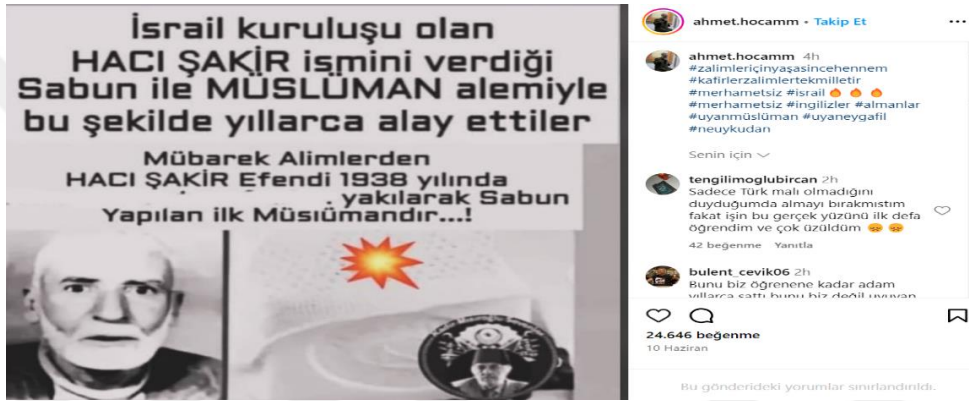 İsrail kuruluşu olan
HACI ŞAKİR ismini verdiği
Sabun ile MÜSLÜMAN alemiyle
bu şekilde yıllarca alay ettiler
Mübarek Alimlerden
HACI ŞAKİR Efendi 1938 yılında
yakılarak Sabun
Yapılan ilk Müslümandır...!
ahmet.hocamm • Takip Et
ahmet.hocamm 4h
#zalimleriçinyaşasincehennem
#kafirlerzalimlertekmilletir
#merhametsiz #israil 🔥 🔥 🔥
#merhametsiz #ingilizler #almanlar
#uyanmüslüman #uyaneygafil
#neuykudan
Senin için
tengilimoglubircan 2h
Sadece Türk malı olmadığını
duyduğumda almayı bırakmıstım
fakat işin bu gerçek yüzünü ilk defa
öğrendim ve çok üzüldüm 😡 😡
42 beğenme Yanıtla
bulent_cevik06 2h
Bunu biz öğrenene kadar adam
yıllarca sattı bunu biz değil uyuyan
24.646 beğenme
10 Haziran
Bu gönderideki yorumlar sınırlandırıldı.